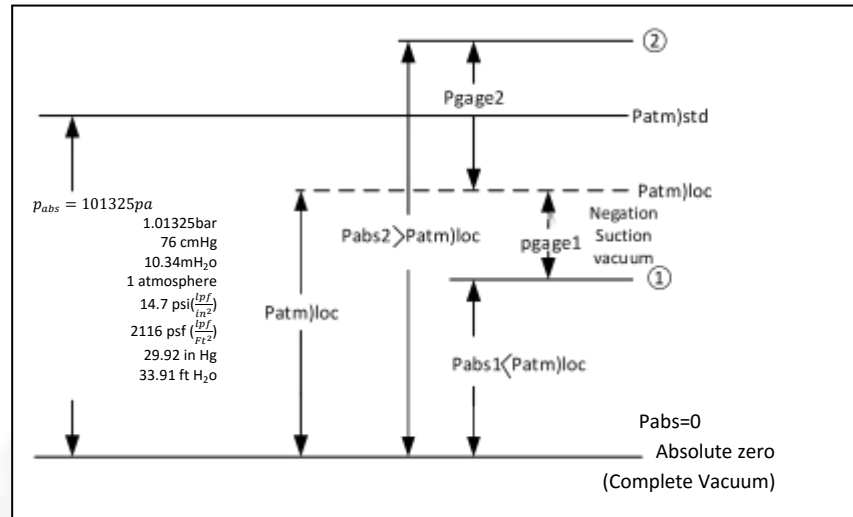 ②
Pgage2
Patm)std
p_abs = 101325pa
1.01325bar
76 cmHg
10.34mH₂o
1 atmosphere
14.7 psi(lpf/in²)
2116 psf (lpf/Ft²)
29.92 in Hg
33.91 ft H₂o
Patm)loc
Negation
Suction
vacuum
Pabs2>Patm)loc
pgage1
①
Patm)loc
Pabs1<Patm)loc
Pabs=0
Absolute zero
(Complete Vacuum)